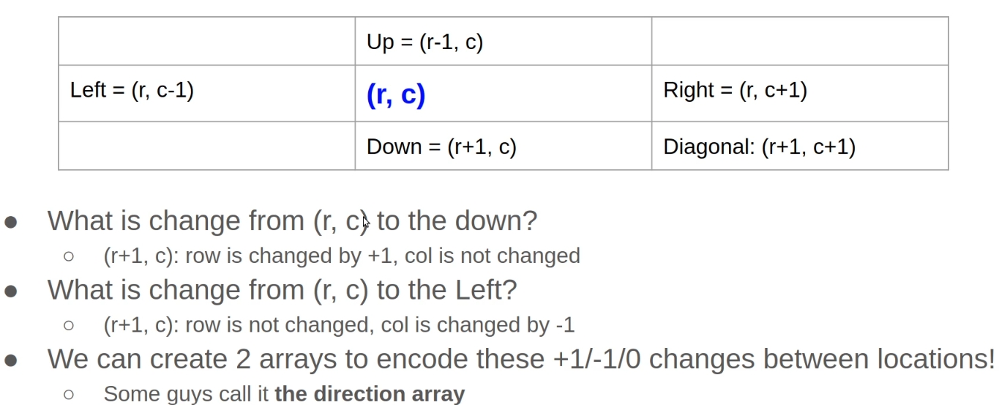 Up = (r-1, c)
Left = (r, c-1)
(r, c)
Right = (r, c+1)
Down = (r+1, c)
Diagonal: (r+1, c+1)
● What is change from (r, c) to the down?
○ (r+1, c): row is changed by +1, col is not changed
● What is change from (r, c) to the Left?
○ (r+1, c): row is not changed, col is changed by -1
● We can create 2 arrays to encode these +1/-1/0 changes between locations!
○ Some guys call it the direction array